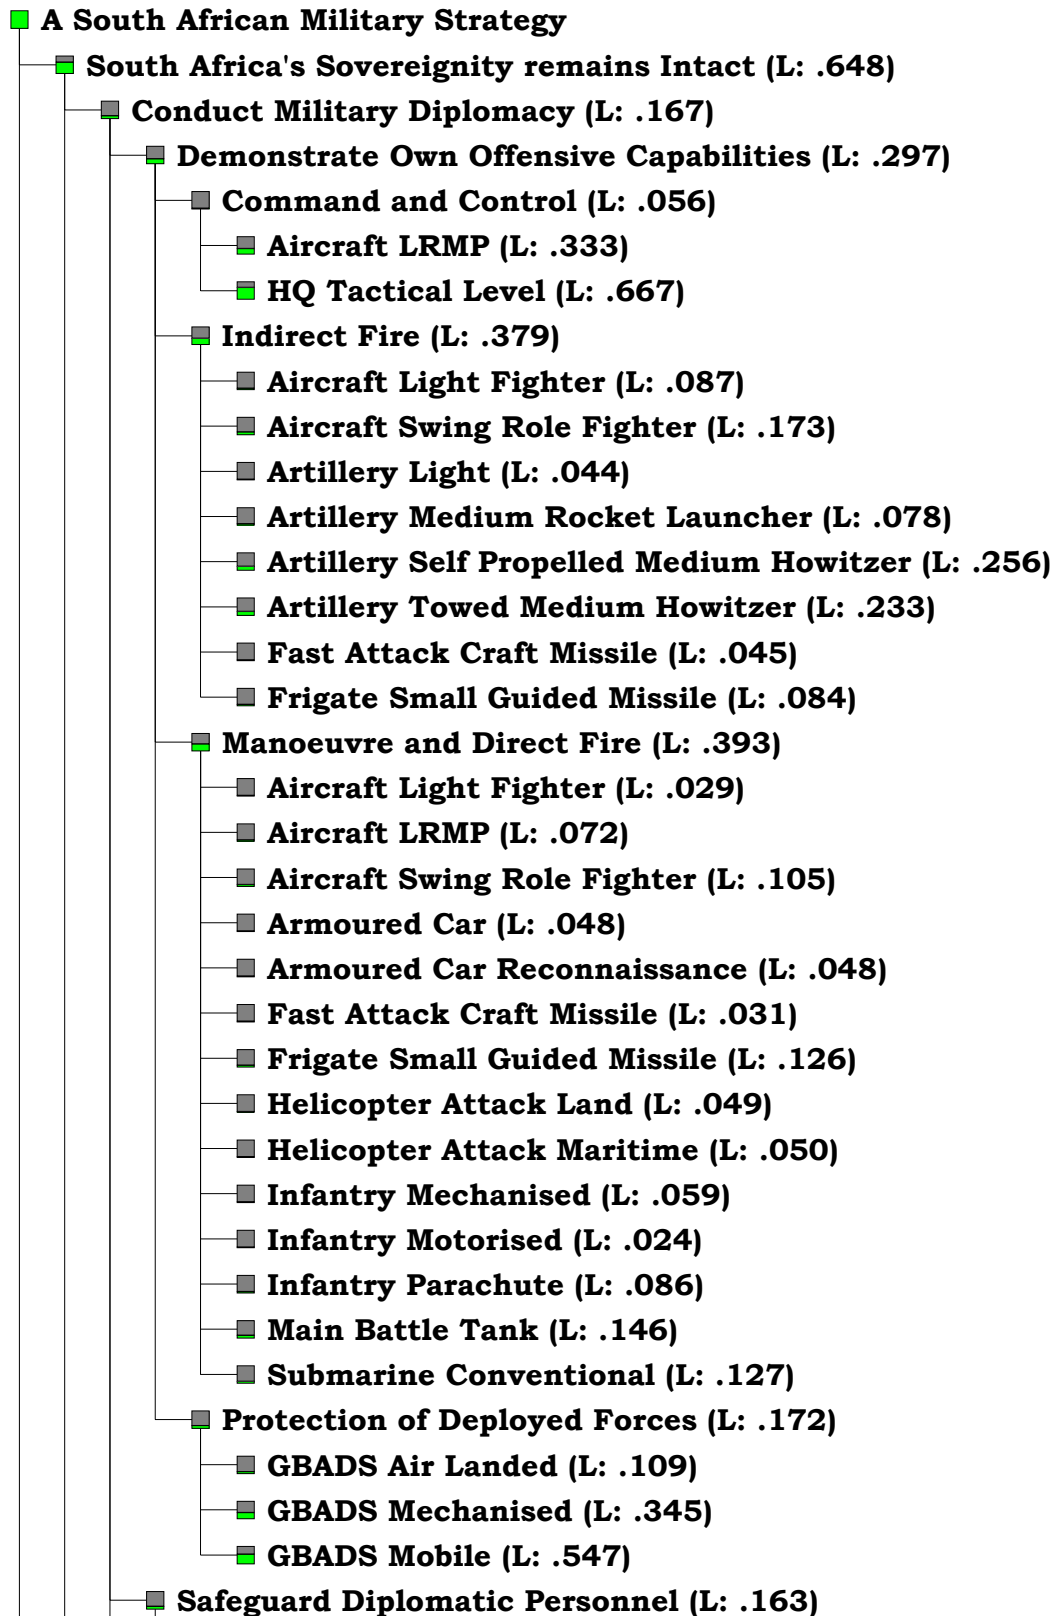 A South African Military Strategy
South Africa's Sovereignity remains Intact (L: .648)
Conduct Military Diplomacy (L: .167)
Demonstrate Own Offensive Capabilities (L: .297)
Command and Control (L: .056)
Aircraft LRMP (L: .333)
HQ Tactical Level (L: .667)
Indirect Fire (L: .379)
Aircraft Light Fighter (L: .087)
Aircraft Swing Role Fighter (L: .173)
Artillery Light (L: .044)
Artillery Medium Rocket Launcher (L: .078)
Artillery Self Propelled Medium Howitzer (L: .256)
Artillery Towed Medium Howitzer (L: .233)
Fast Attack Craft Missile (L: .045)
Frigate Small Guided Missile (L: .084)
Manoeuvre and Direct Fire (L: .393)
Aircraft Light Fighter (L: .029)
Aircraft LRMP (L: .072)
Aircraft Swing Role Fighter (L: .105)
Armoured Car (L: .048)
Armoured Car Reconnaissance (L: .048)
Fast Attack Craft Missile (L: .031)
Frigate Small Guided Missile (L: .126)
Helicopter Attack Land (L: .049)
Helicopter Attack Maritime (L: .050)
Infantry Mechanised (L: .059)
Infantry Motorised (L: .024)
Infantry Parachute (L: .086)
Main Battle Tank (L: .146)
Submarine Conventional (L: .127)
Protection of Deployed Forces (L: .172)
GBADS Air Landed (L: .109)
GBADS Mechanised (L: .345)
GBADS Mobile (L: .547)
Safeguard Diplomatic Personnel (L: .163)